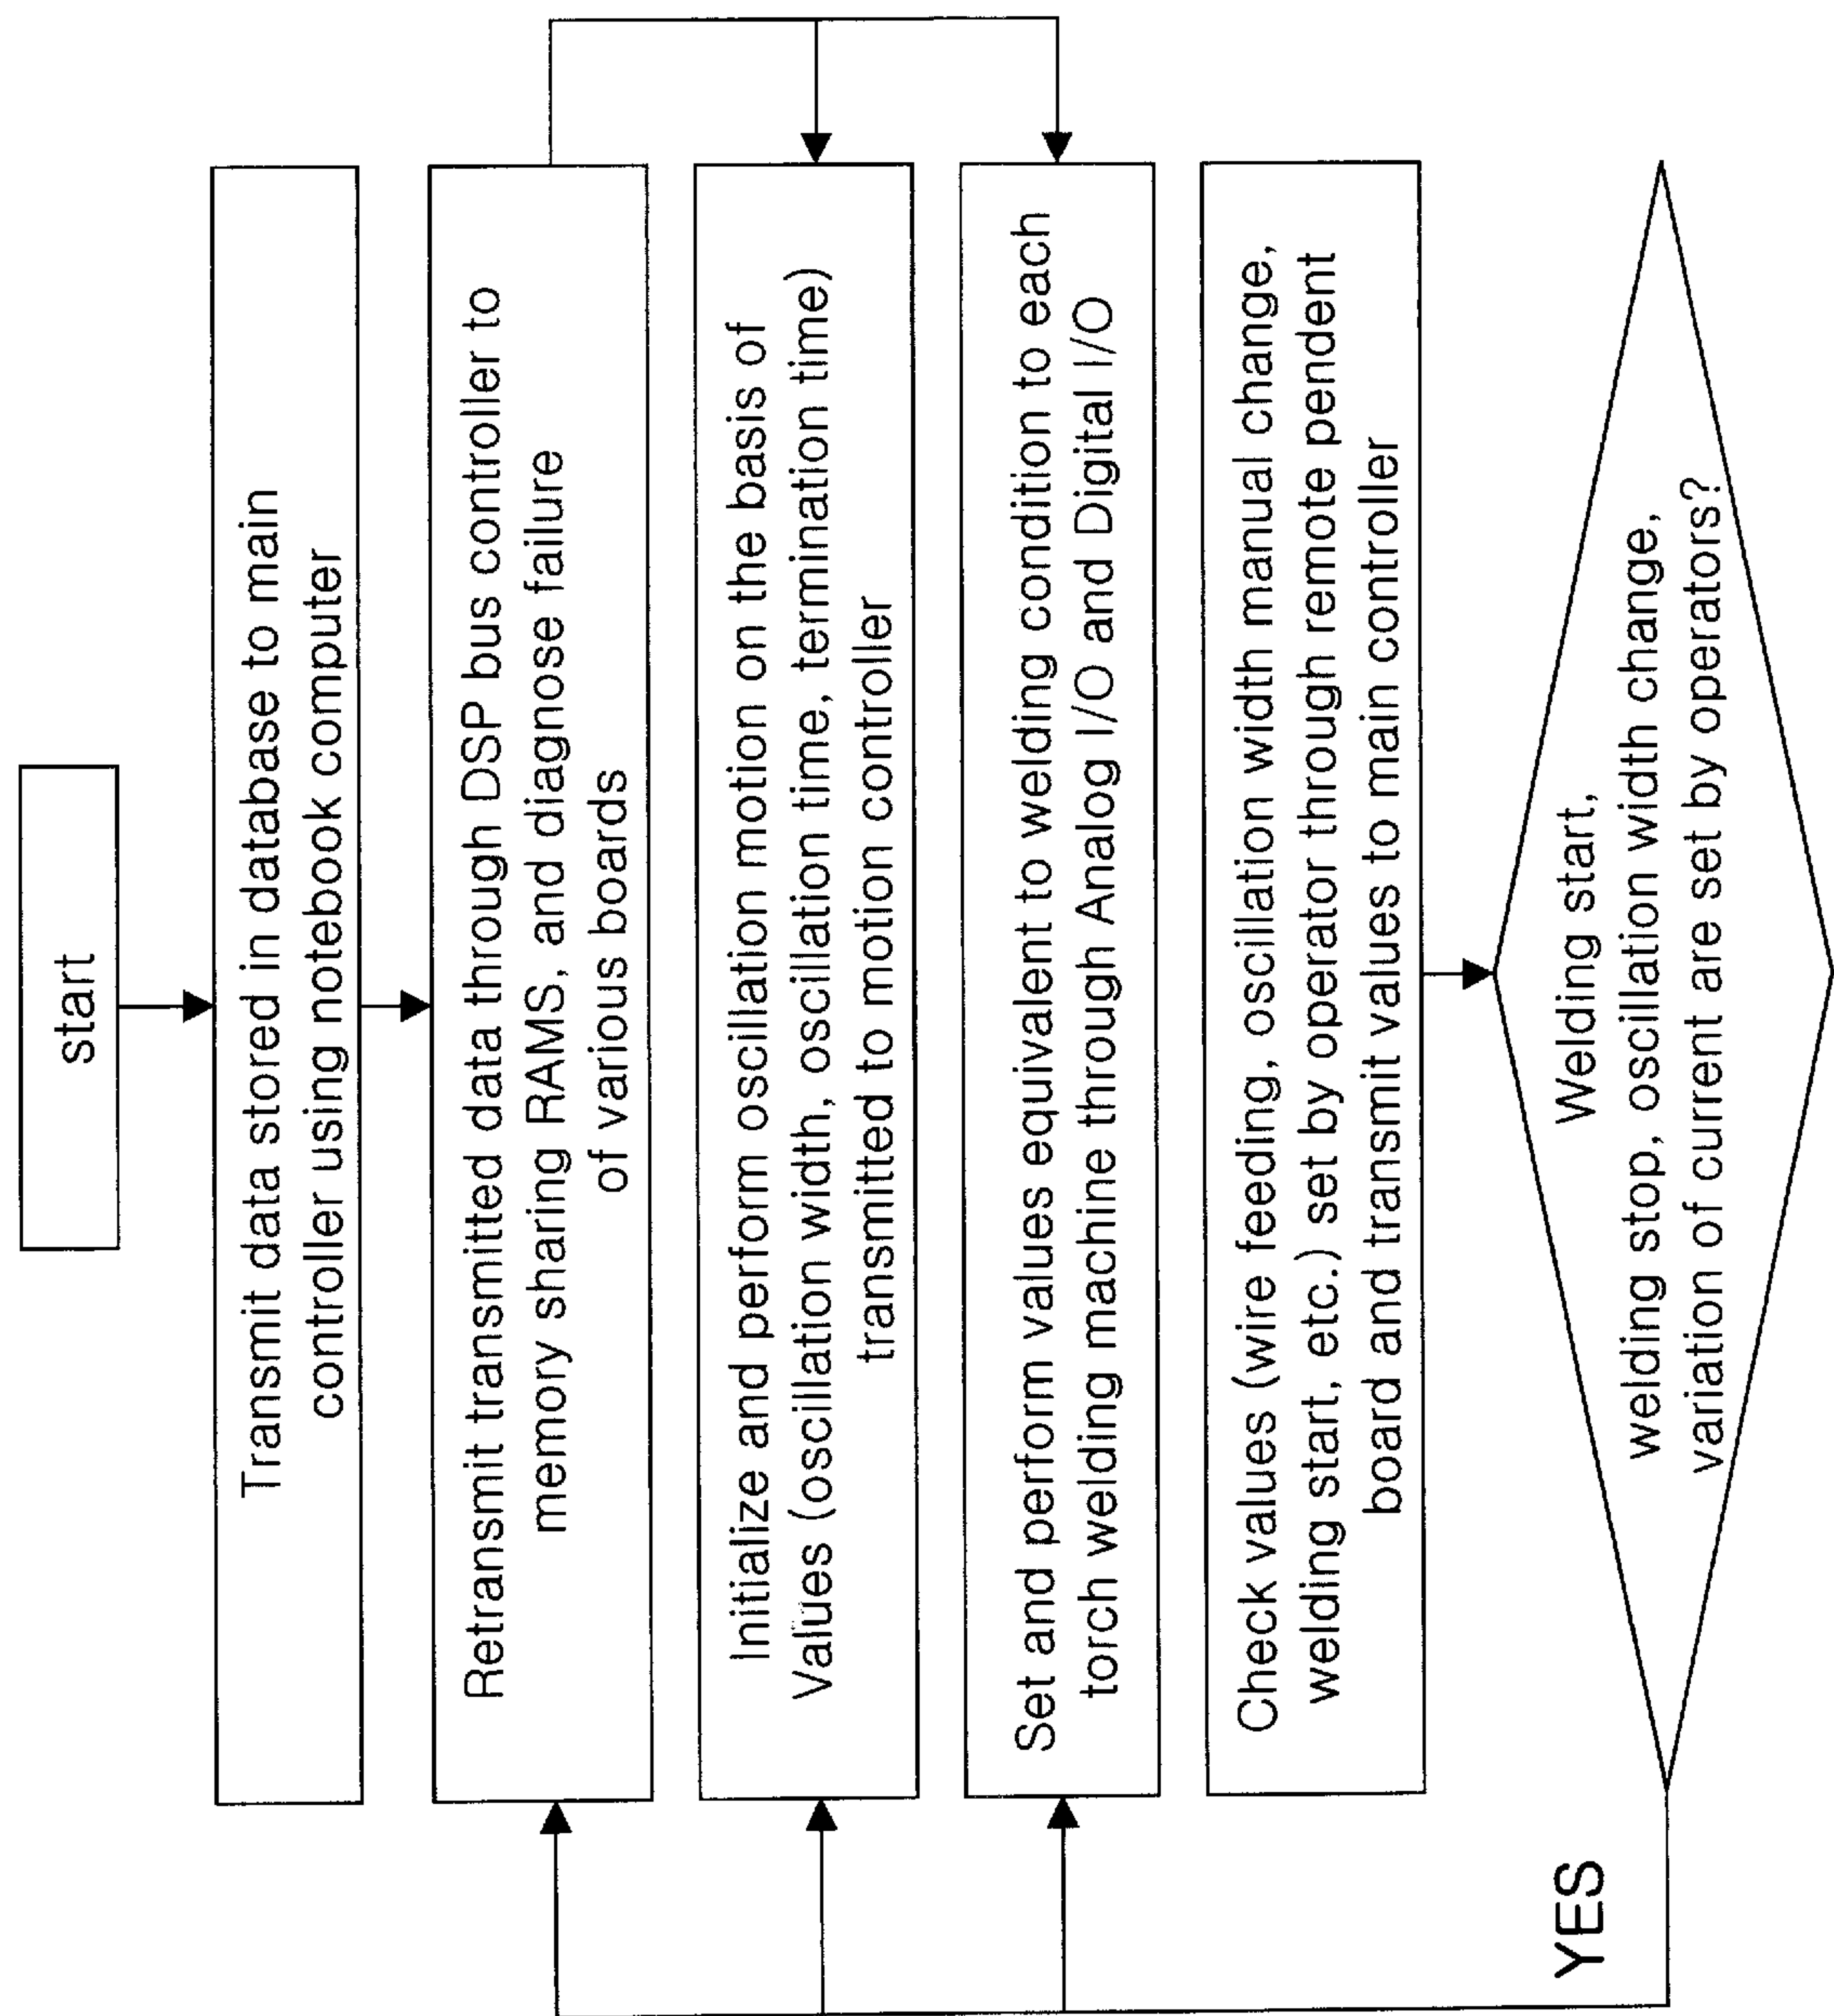 start
Transmit data stored in database to main
controller using notebook computer
Retransmit transmitted data through DSP bus controller to
memory sharing RAMS, and diagnose failure
of various boards
Initialize and perform oscillation motion on the basis of
Values (oscillation width, oscillation time, termination time)
transmitted to motion controller
Set and perform values equivalent to welding condition to each
torch welding machine through Analog I/O and Digital I/O
Check values (wire feeding, oscillation width manual change,
welding start, etc.) set by operator through remote pendent
board and transmit values to main controller
Welding start,
welding stop, oscillation width change,
variation of current are set by operators?
YES